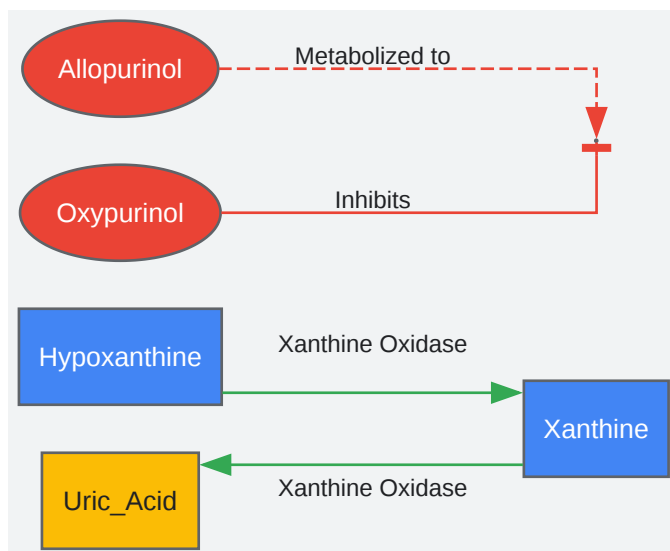 Allopurinol
Metabolized to
Oxypurinol
Inhibits
Hypoxanthine
Xanthine Oxidase
Xanthine
Uric_Acid
Xanthine Oxidase